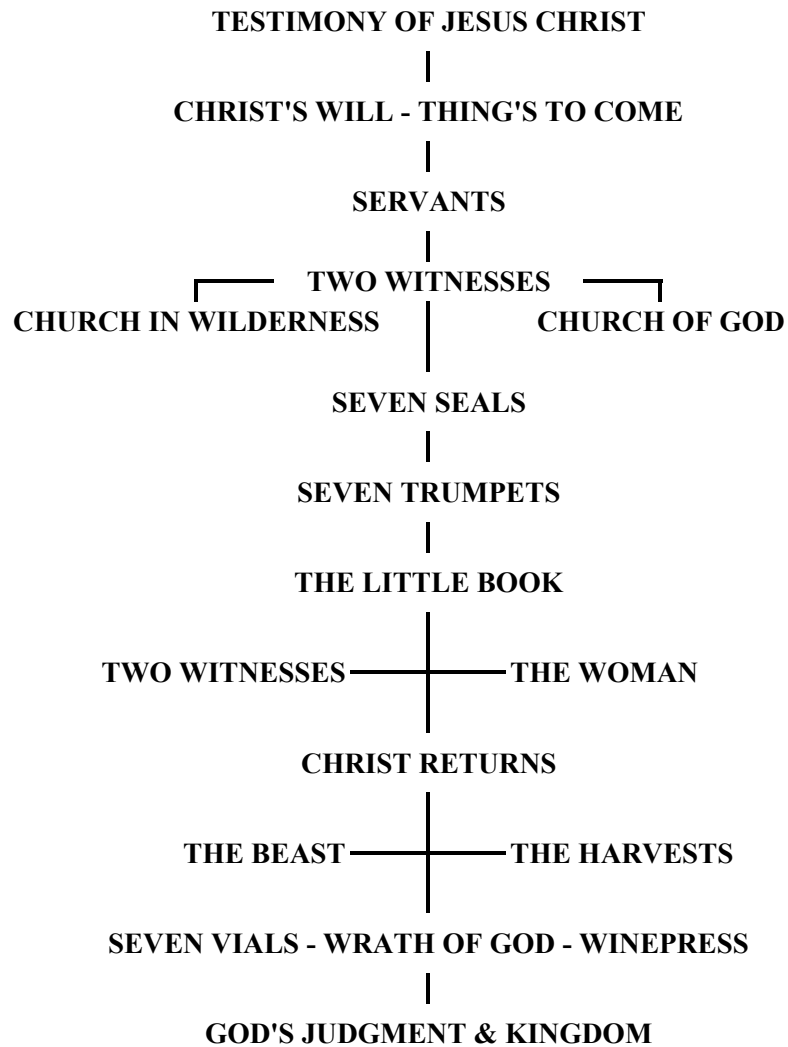 TESTIMONY OF JESUS CHRIST
CHRIST'S WILL - THING'S TO COME
SERVANTS
TWO WITNESSES
CHURCH IN WILDERNESS CHURCH OF GOD
SEVEN SEALS
SEVEN TRUMPETS
THE LITTLE BOOK
TWO WITNESSES THE WOMAN
CHRIST RETURNS
THE BEAST THE HARVESTS
SEVEN VIALS - WRATH OF GOD - WINEPRESS
GOD'S JUDGMENT & KINGDOM